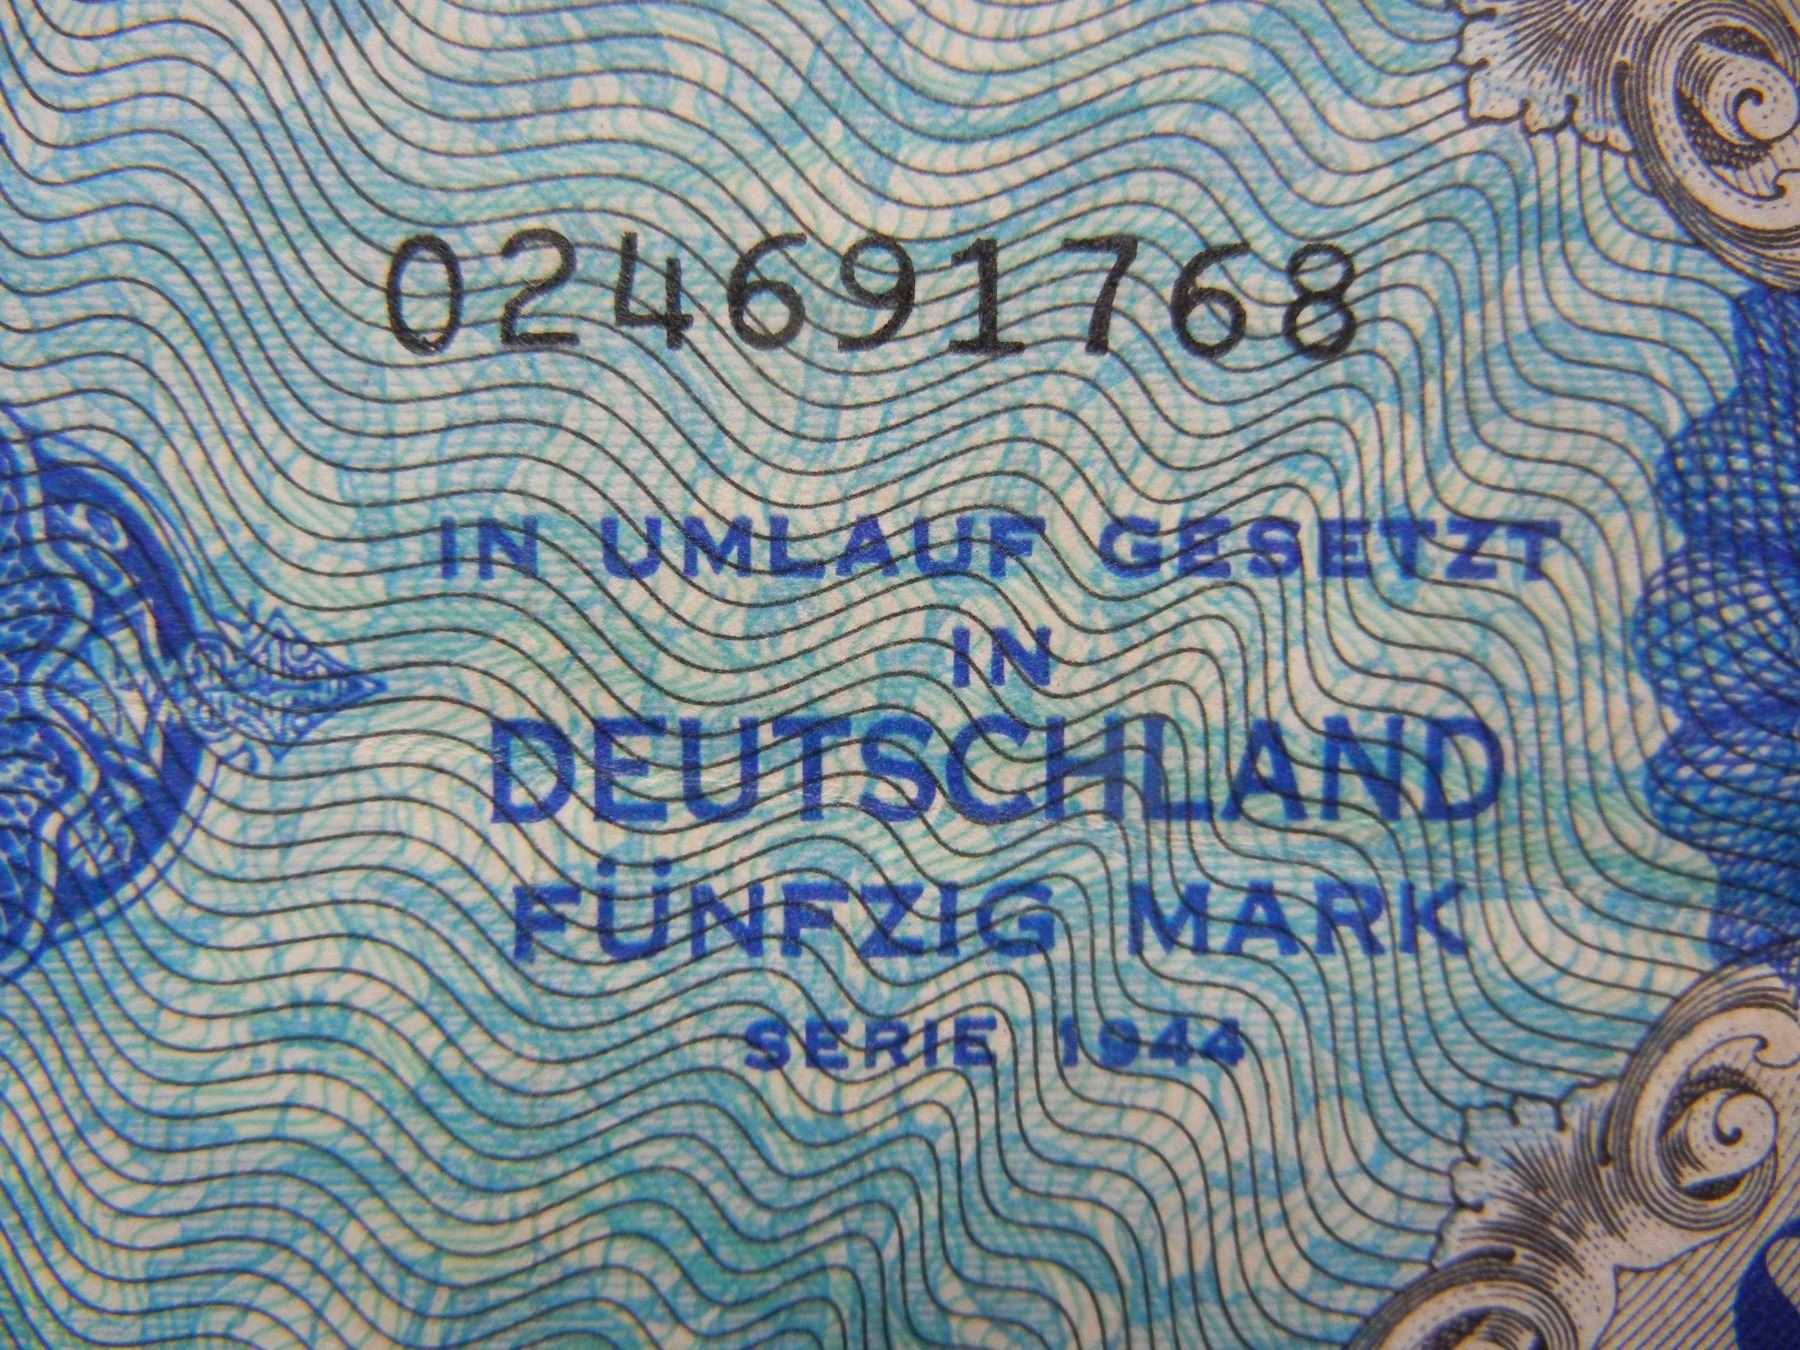 024691768
IN UMLAUF GESETZT
IN
DEUTSCHLAND
FÜNFZIG MARK
SERIE 1944